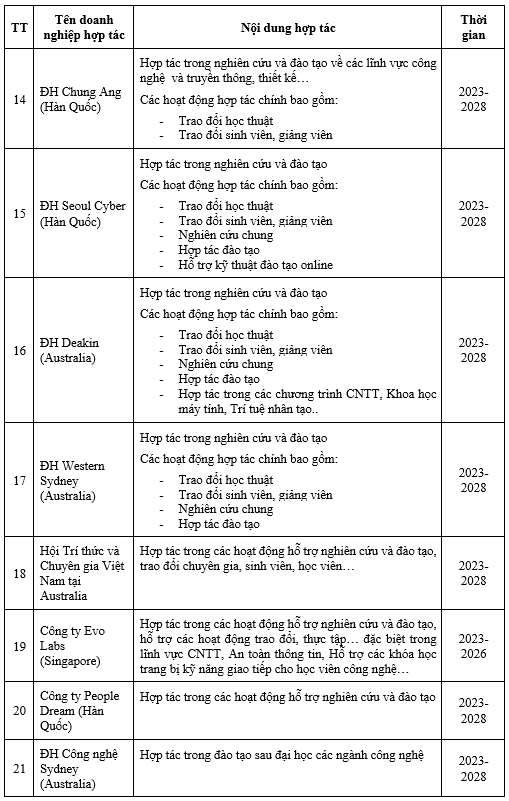 TT
Tên doanh
nghiệp hợp tác
Nội dung hợp tác
Thời
gian
14
ĐH Chung Ang
(Hàn Quốc)
Hợp tác trong nghiên cứu và đào tạo về các lĩnh vực công
nghệ và truyền thông, thiết kế…
Các hoạt động hợp tác chính bao gồm:
- Trao đổi học thuật
- Trao đổi sinh viên, giảng viên
2023-
2028
15
ĐH Seoul Cyber
(Hàn Quốc)
Hợp tác trong nghiên cứu và đào tạo
Các hoạt động hợp tác chính bao gồm:
- Trao đổi học thuật
- Trao đổi sinh viên, giảng viên
- Nghiên cứu chung
- Hợp tác đào tạo
- Hỗ trợ kỹ thuật đào tạo online
2023-
2028
16
ĐH Deakin
(Australia)
Hợp tác trong nghiên cứu và đào tạo
Các hoạt động hợp tác chính bao gồm:
- Trao đổi học thuật
- Trao đổi sinh viên, giảng viên
- Nghiên cứu chung
- Hợp tác đào tạo
- Hợp tác trong các chương trình CNTT, Khoa học
máy tính, Trí tuệ nhân tạo..
2023-
2028
17
ĐH Western
Sydney
(Australia)
Hợp tác trong nghiên cứu và đào tạo
Các hoạt động hợp tác chính bao gồm:
- Trao đổi học thuật
- Trao đổi sinh viên, giảng viên
- Nghiên cứu chung
- Hợp tác đào tạo
2023-
2028
18
Hội Trí thức và
Chuyên gia Việt
Nam tại
Australia
Hợp tác trong các hoạt động hỗ trợ nghiên cứu và đào tạo,
trao đổi chuyên gia, sinh viên, học viên…
2023-
2028
19
Công ty Evo
Labs
(Singapore)
Hợp tác trong các hoạt động hỗ trợ nghiên cứu và đào tạo,
hỗ trợ các hoạt động trao đổi, thực tập… đặc biệt trong
lĩnh vực CNTT, An toàn thông tin, Hỗ trợ các khóa học
trang bị kỹ năng giao tiếp cho học viên công nghệ…
2023-
2026
20
Công ty People
Dream (Hàn
Quốc)
Hợp tác trong các hoạt động hỗ trợ nghiên cứu và đào tạo
2023-
2028
21
ĐH Công nghệ
Sydney
(Australia)
Hợp tác trong đào tạo sau đại học các ngành công nghệ
2023-
2028